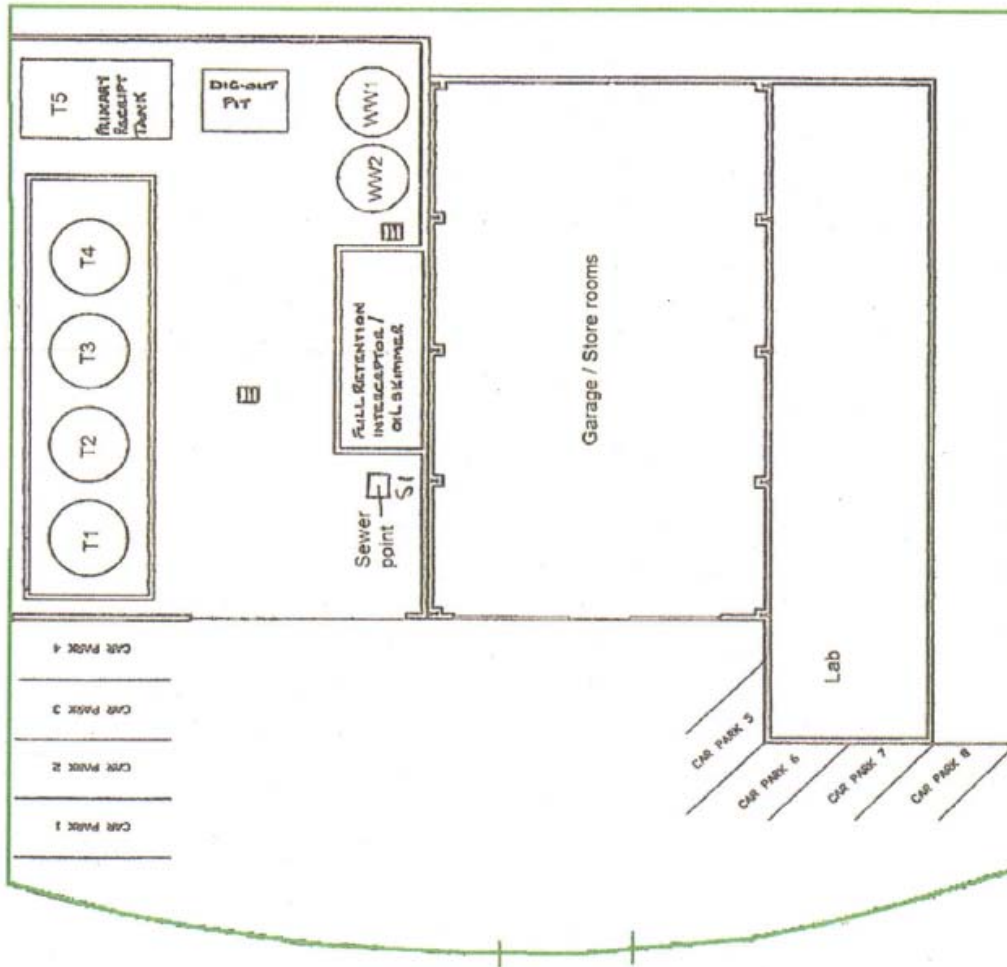 T5
PRIMARY
RECEIPT
TANK
DIG-OUT
PIT
WW1
WW2
T4
T3
T2
T1
FULL RETENTION
INTERCEPTOR /
OIL SKIMMER
Sewer
point
S1
Garage / Store rooms
Lab
CAR PARK 4
CAR PARK 3
CAR PARK 2
CAR PARK 1
CAR PARK 5
CAR PARK 6
CAR PARK 7
CAR PARK 8